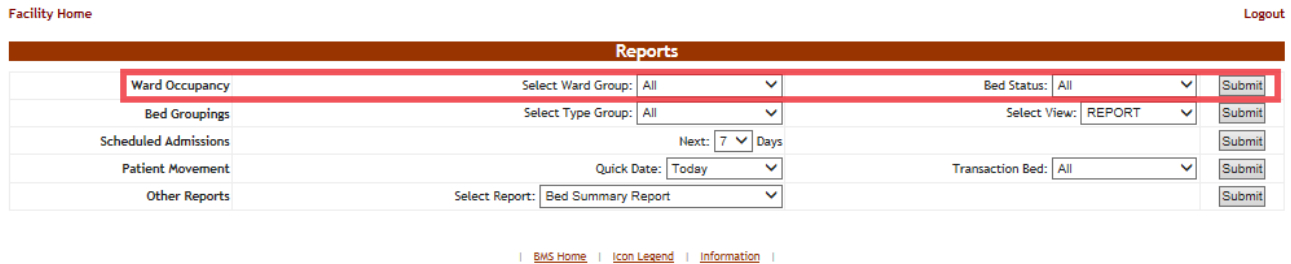 Facility Home Logout
Reports
Ward Occupancy Select Ward Group: All Bed Status: All Submit
Bed Groupings Select Type Group: All Select View: REPORT Submit
Scheduled Admissions Next: 7 Days Submit
Patient Movement Quick Date: Today Transaction Bed: All Submit
Other Reports Select Report: Bed Summary Report Submit
| BMS Home | Icon Legend | Information |